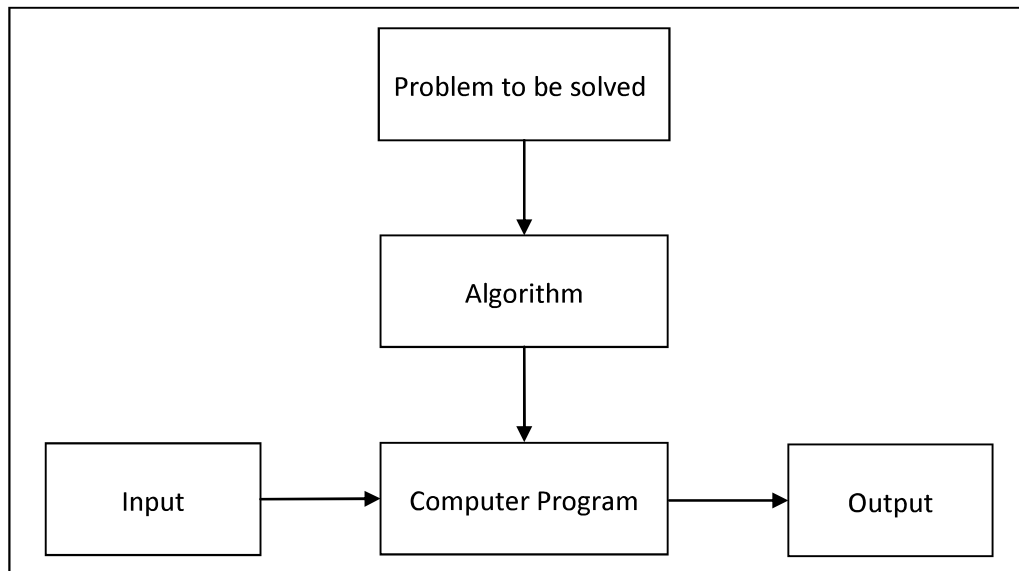 Problem to be solved
Algorithm
Input
Computer Program
Output